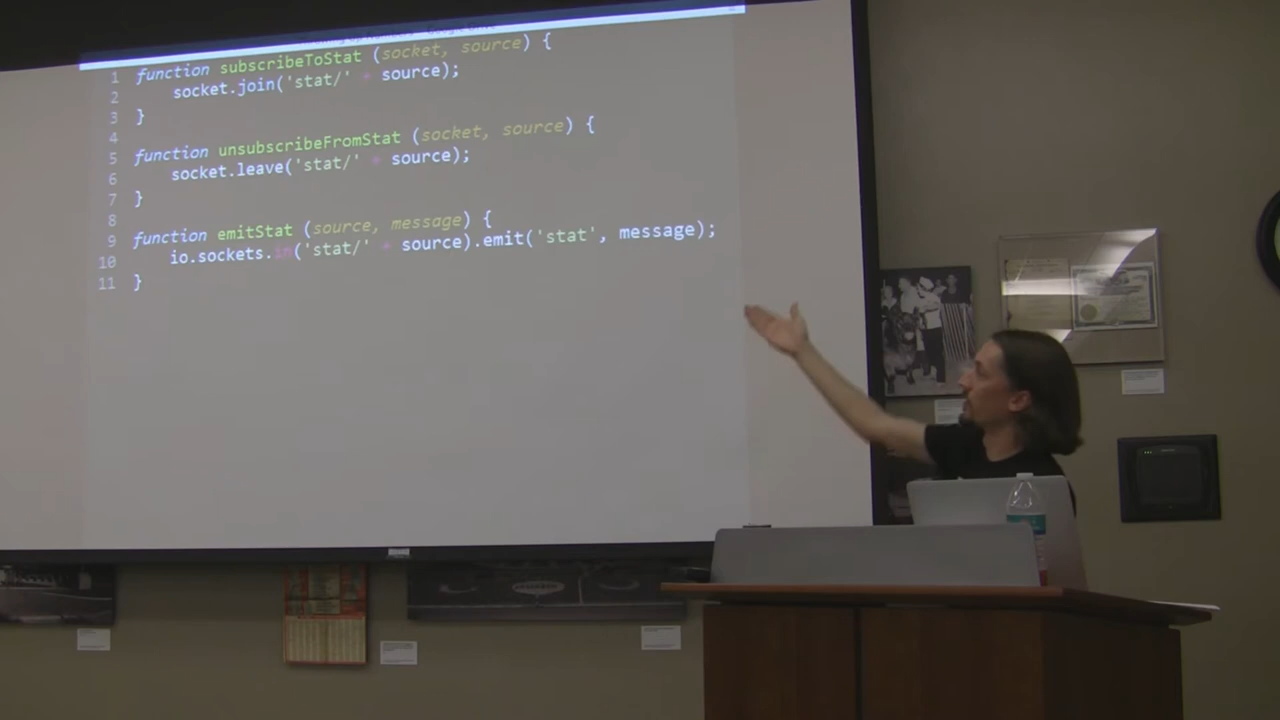 1 function subscribeToStat (socket, source) {
2 socket.join('stat/' + source);
3 }
4
5 function unsubscribeFromStat (socket, source) {
6 socket.leave('stat/' + source);
7 }
8
9 function emitStat (source, message) {
10 io.sockets.in('stat/' + source).emit('stat', message);
11 }